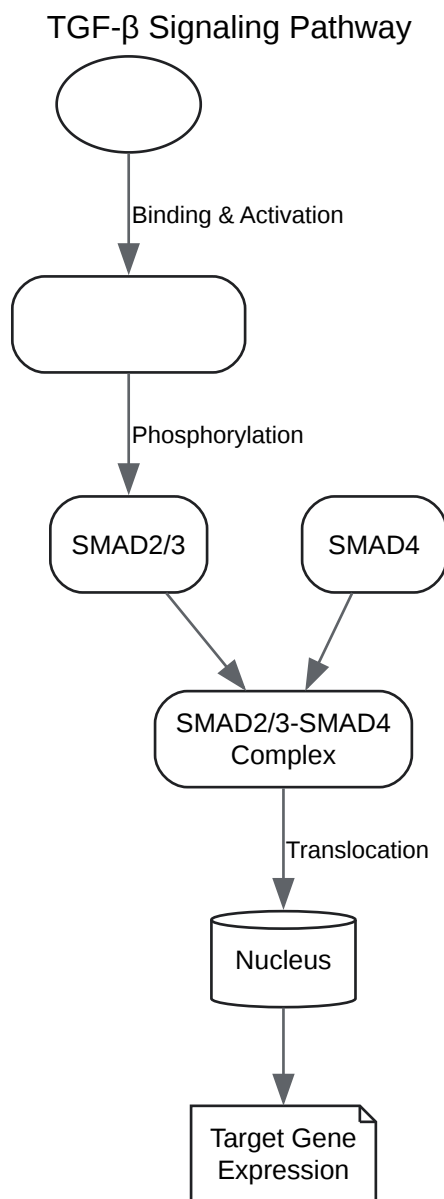 TGF-β Signaling Pathway
Binding & Activation
Phosphorylation
SMAD2/3
SMAD4
SMAD2/3-SMAD4
Complex
Translocation
Nucleus
Target Gene
Expression